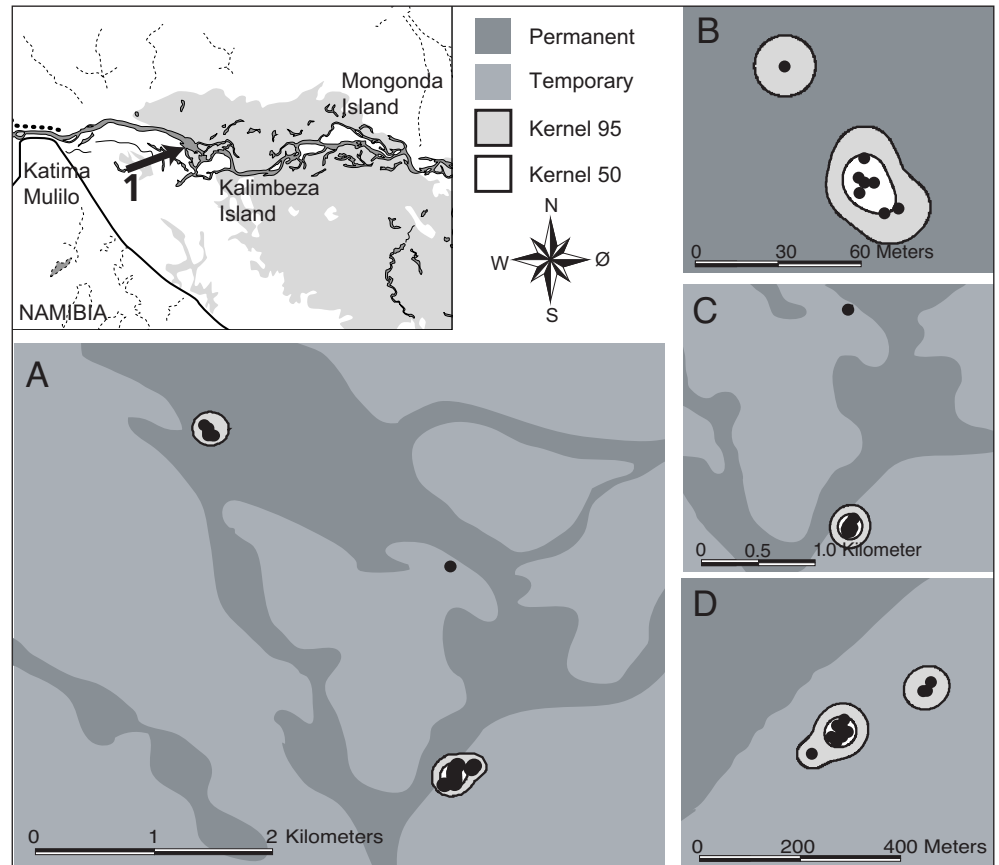 Mongonda
Island
Katima
Mulilo
1
Kalimbeza
Island
NAMIBIA
Permanent
Temporary
Kernel 95
Kernel 50
N
W
Ø
S
B
0 30 60 Meters
A
0 1 2 Kilometers
C
0 0.5 1.0 Kilometer
D
0 200 400 Meters